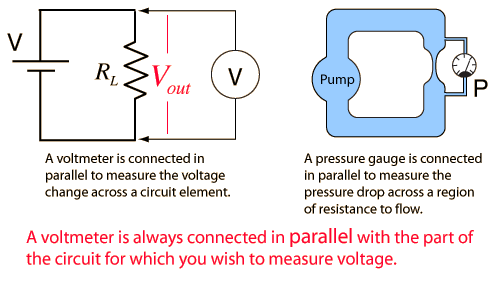 V
R_L
V_out
V
Pump
P
A voltmeter is connected in
parallel to measure the voltage
change across a circuit element.
A pressure gauge is connected
in parallel to measure the
pressure drop across a region
of resistance to flow.
A voltmeter is always connected in parallel with the part of
the circuit for which you wish to measure voltage.